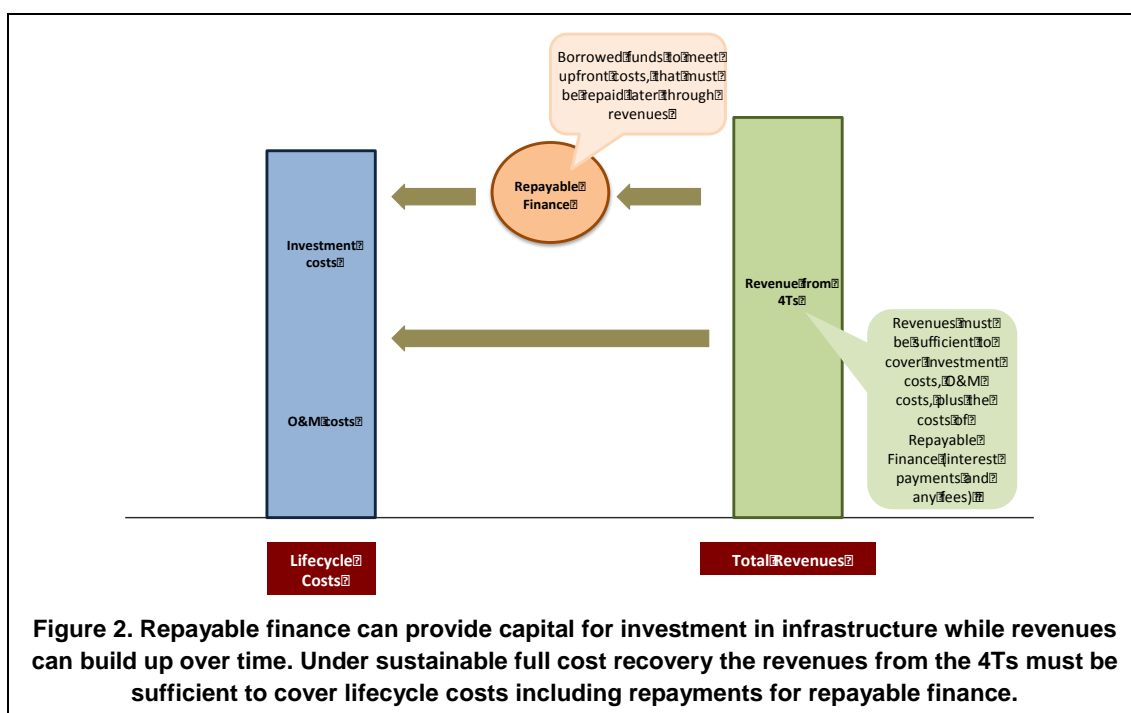 Borrowed funds to meet
upfront costs, that must
be repaid later through
revenues
Repayable
Finance
Investment
costs
Revenue from
4Ts
Revenues must
be sufficient to
cover Investment
costs, O&M
costs, plus the
costs of
Repayable
Finance (interest
payments and
any fees)
O&M costs
Lifecycle
Costs
Total Revenues
Figure 2. Repayable finance can provide capital for investment in infrastructure while revenues
can build up over time. Under sustainable full cost recovery the revenues from the 4Ts must be
sufficient to cover lifecycle costs including repayments for repayable finance.